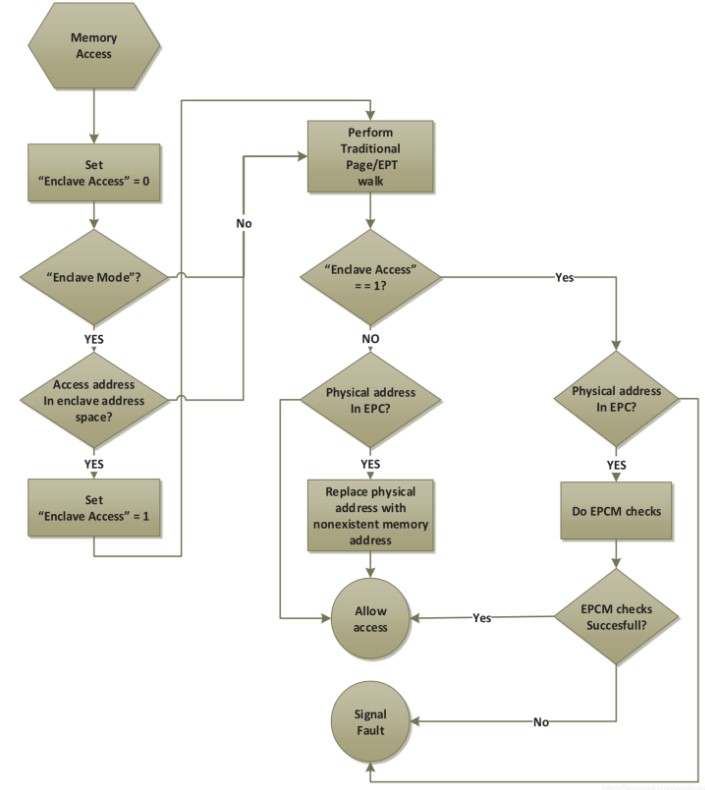 Memory
Access
Set
"Enclave Access" = 0
"Enclave Mode"?
YES
Access address
In enclave address
space?
YES
Set
"Enclave Access" = 1
No
Perform
Traditional
Page/EPT
walk
"Enclave Access"
= = 1?
NO
Yes
Physical address
In EPC?
YES
Replace physical
address with
nonexistent memory
address
Allow
access
Physical address
In EPC?
YES
Do EPCM checks
EPCM checks
Succesfull?
Yes
No
Signal
Fault